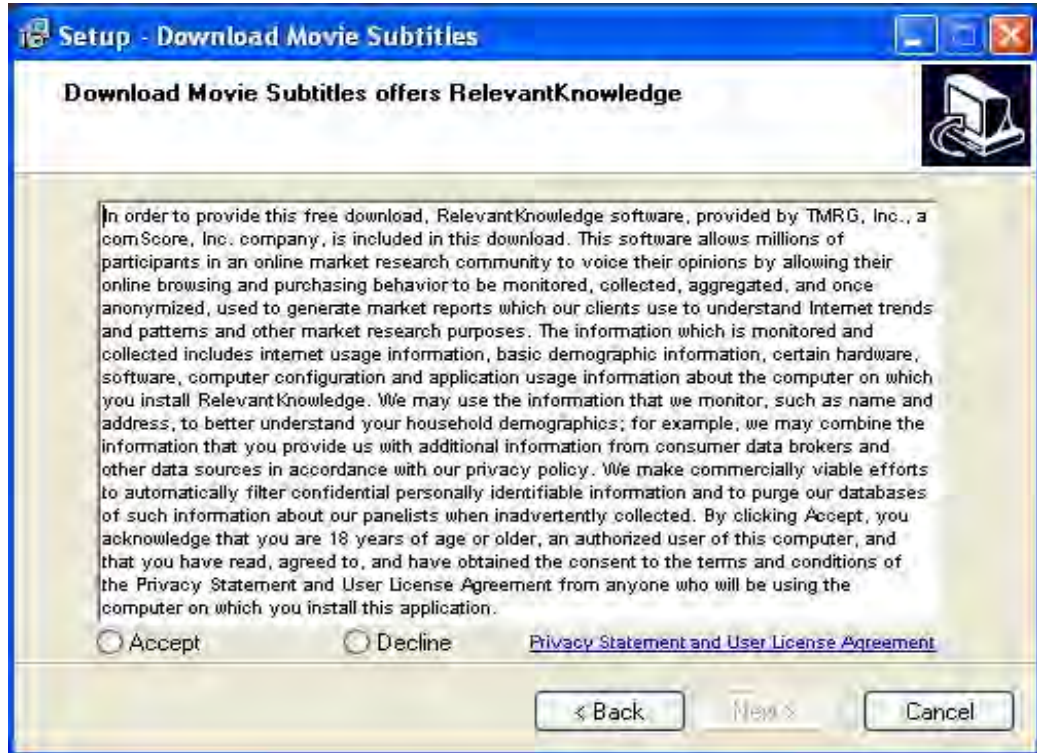 Setup - Download Movie Subtitles
Download Movie Subtitles offers RelevantKnowledge
In order to provide this free download, RelevantKnowledge software, provided by TMRG, Inc., a
comScore, Inc. company, is included in this download. This software allows millions of
participants in an online market research community to voice their opinions by allowing their
online browsing and purchasing behavior to be monitored, collected, aggregated, and once
anonymized, used to generate market reports which our clients use to understand Internet trends
and patterns and other market research purposes. The information which is monitored and
collected includes internet usage information, basic demographic information, certain hardware,
software, computer configuration and application usage information about the computer on which
you install RelevantKnowledge. We may use the information that we monitor, such as name and
address, to better understand your household demographics; for example, we may combine the
information that you provide us with additional information from consumer data brokers and
other data sources in accordance with our privacy policy. We make commercially viable efforts
to automatically filter confidential personally identifiable information and to purge our databases
of such information about our panelists when inadvertently collected. By clicking Accept, you
acknowledge that you are 18 years of age or older, an authorized user of this computer, and
that you have read, agreed to, and have obtained the consent to the terms and conditions of
the Privacy Statement and User License Agreement from anyone who will be using the
computer on which you install this application.
Accept Decline Privacy Statement and User License Agreement
< Back Next > Cancel